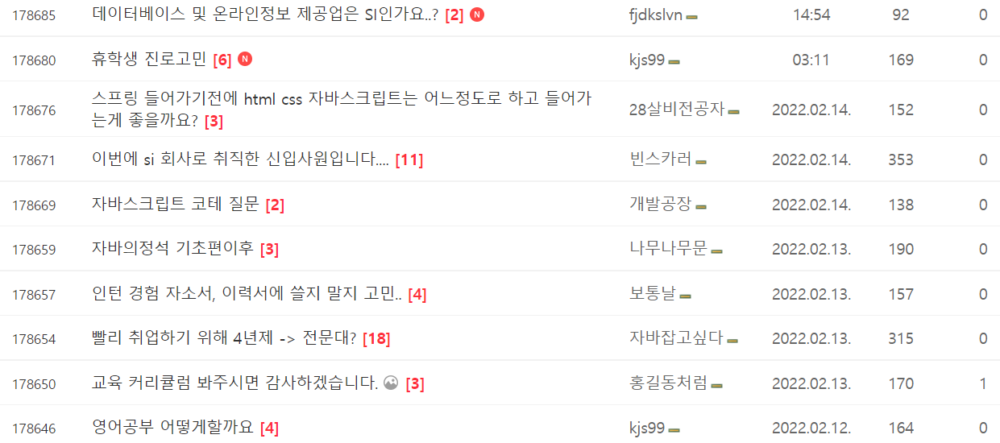 178685 데이터베이스 및 온라인정보 제공업은 SI인가요..? [2] N fjdkslvn 14:54 92 0
178680 휴학생 진로고민 [6] N kjs99 03:11 169 0
스프링 들어가기전에 html css 자바스크립트는 어느정도로 하고 들어가
178676 는게 좋을까요? [3] 28살비전공자 2022.02.14. 152 0
178671 이번에 si 회사로 취직한 신입사원입니다.... [11] 빈스카러 2022.02.14. 353 0
178669 자바스크립트 코테 질문 [2] 개발공장 2022.02.14. 138 0
178659 자바의정석 기초편이후 [3] 나무나무문 2022.02.13. 190 0
178657 인턴 경험 자소서, 이력서에 쓸지 말지 고민.. [4] 보통날 2022.02.13. 157 0
178654 빨리 취업하기 위해 4년제 -> 전문대? [18] 자바잡고싶다 2022.02.13. 315 0
178650 교육 커리큘럼 봐주시면 감사하겠습니다. [3] 홍길동처럼 2022.02.13. 170 1
178646 영어공부 어떻게할까요 [4] kjs99 2022.02.12. 164 0